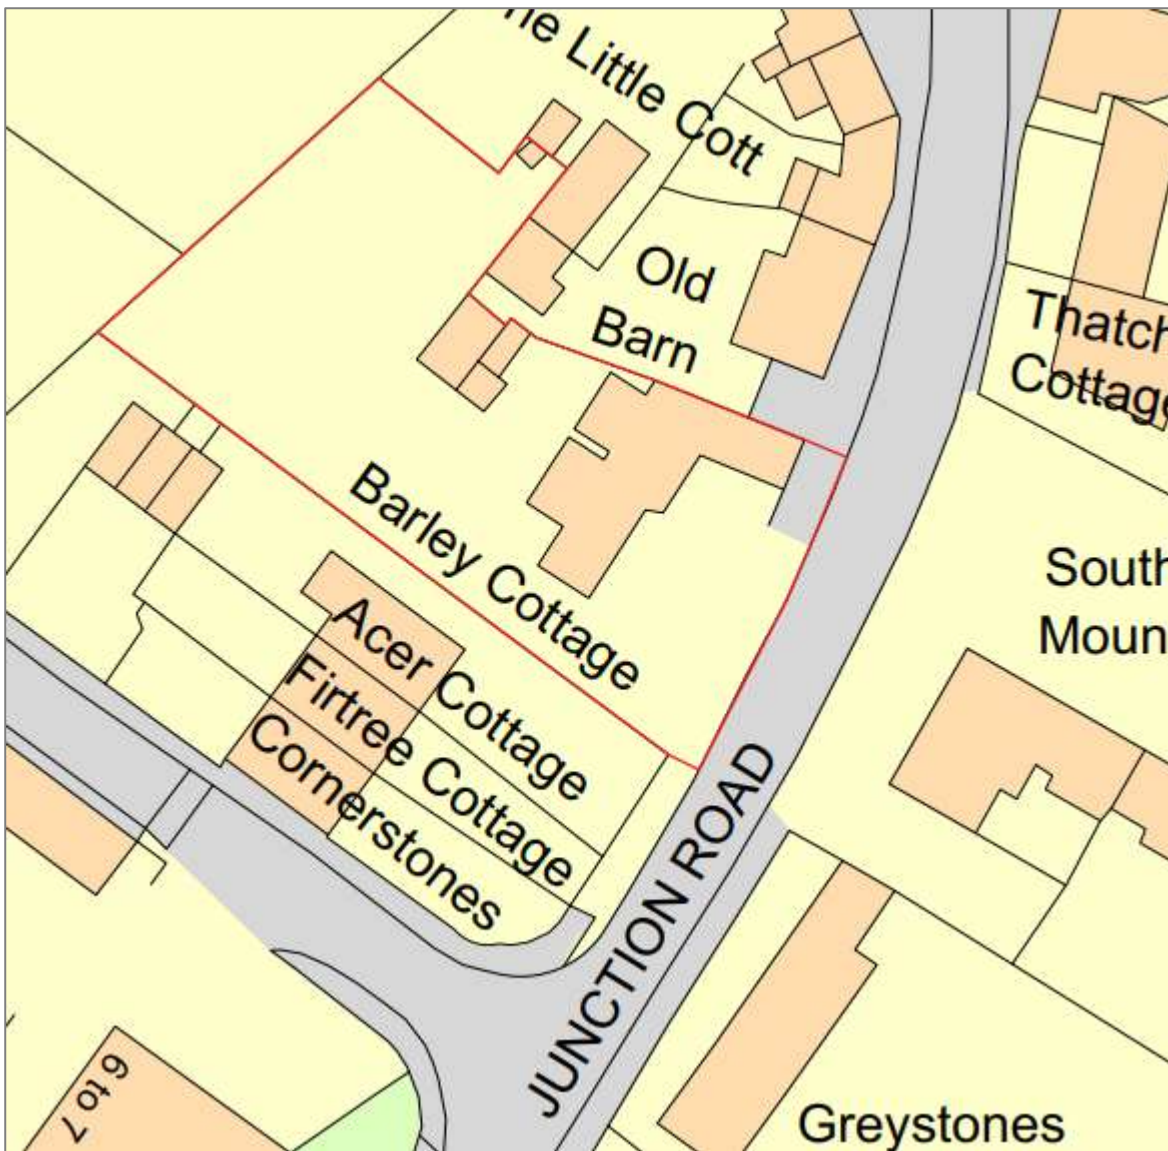 he Little Cott
Old
Barn
Thatch
Cottage
South
Moun
Barley Cottage
Acer Cottage
Firtree Cottage
Cornerstones
JUNCTION ROAD
6 to 7
Greystones